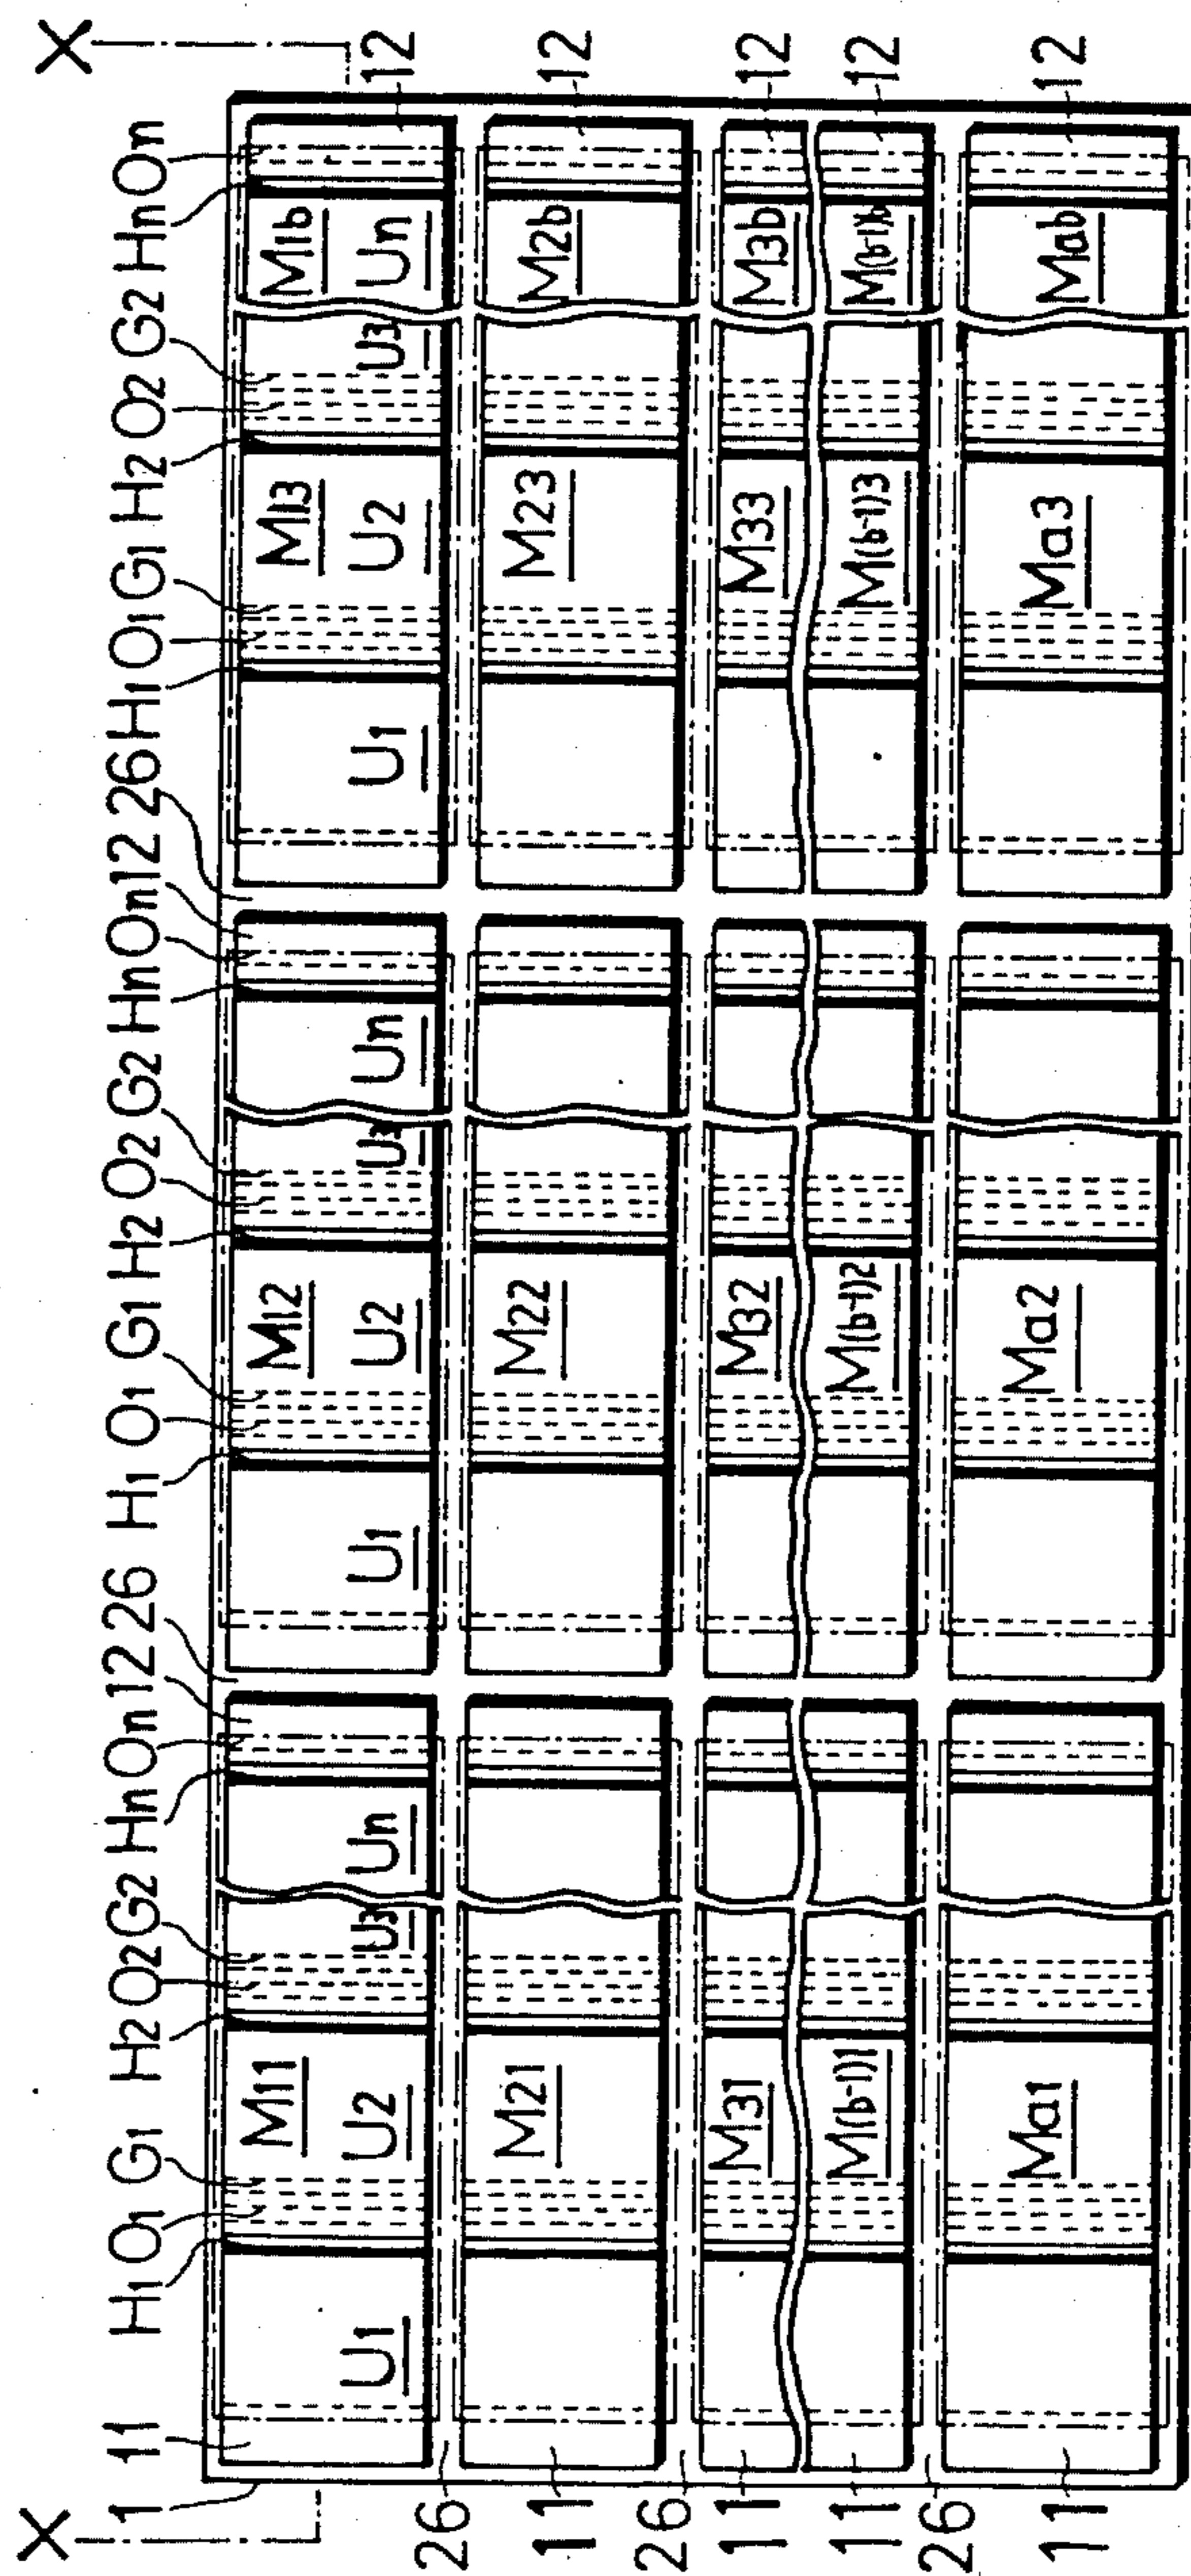 X X
1 11 H1 O1 G1 H2 O2 G2 Hn On 12 26 H1 O1 G1 H2 O2 G2 Hn On 12 26 H1 O1 G1 H2 O2 G2 Hn On
M11 M12 M13 M1b
U1 U2 U3 Un U1 U2 U3 Un U1 U2 U3 Un 12
26
11 M21 M22 M23 M2b 12
26
11 M31 M32 M33 M3b 12
11 M(b-1)1 M(b-1)2 M(b-1)3 M(b-1)b 12
26
11 Ma1 Ma2 Ma3 Mab 12